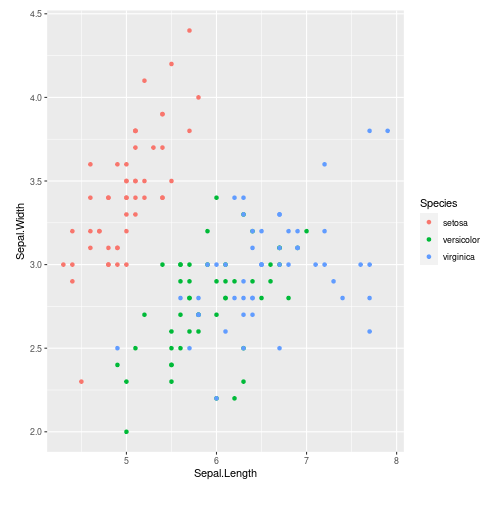 4.5
4.0
3.5
3.0
2.5
2.0
Sepal.Width
5 6 7 8
Sepal.Length
Species
setosa
versicolor
virginica